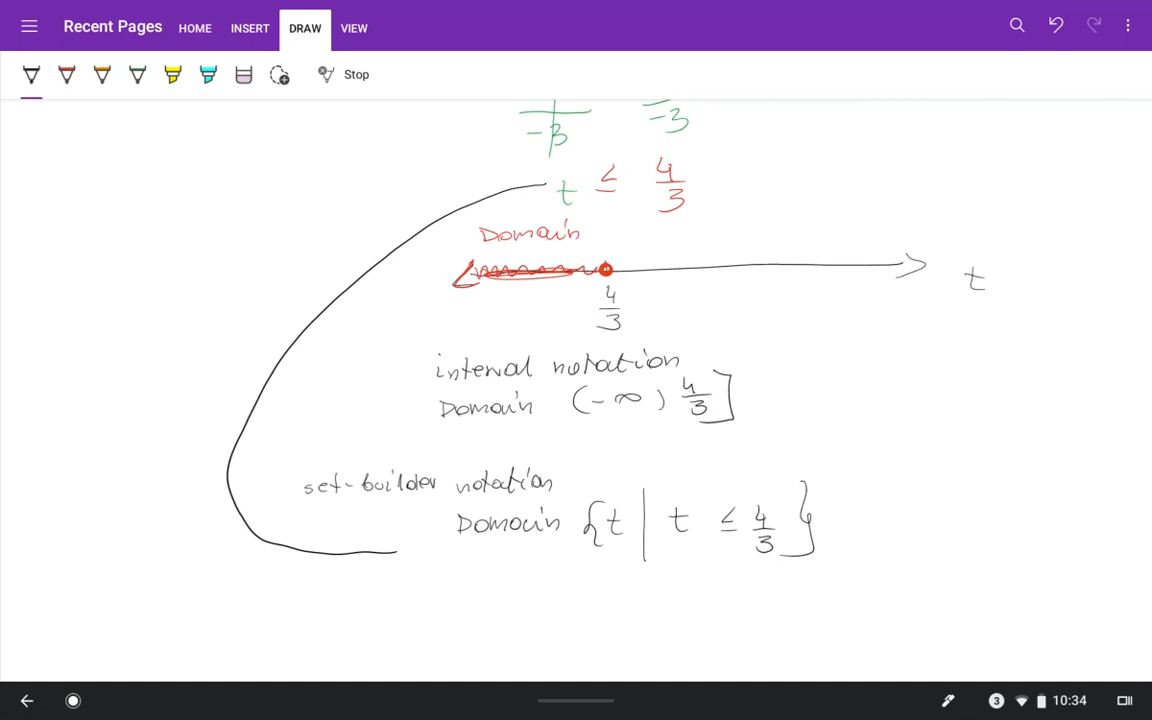 Recent Pages HOME INSERT DRAW VIEW
Stop
-3 -3
t ≤ 4/3
Domain
4/3 t
interval notation
Domain (-∞) 4/3]
set-builder notation
Domain {t | t ≤ 4/3}
3 10:34